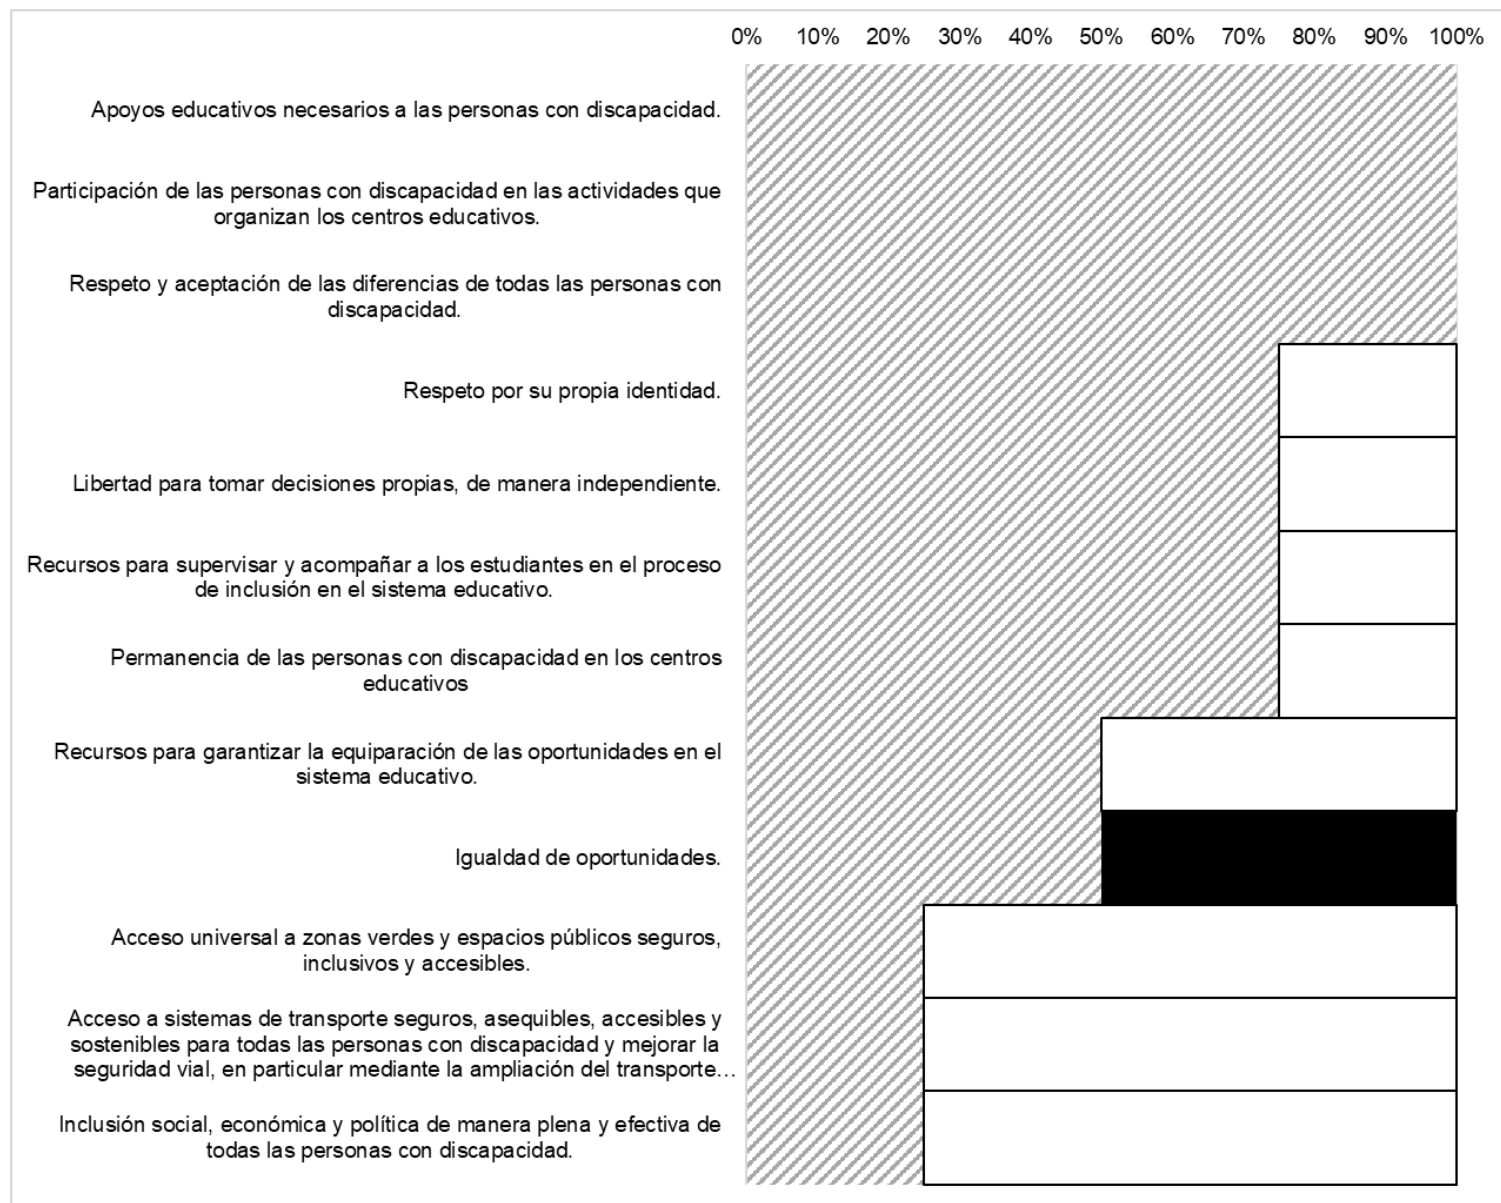 0% 10% 20% 30% 40% 50% 60% 70% 80% 90% 100%
Apoyos educativos necesarios a las personas con discapacidad.
Participación de las personas con discapacidad en las actividades que
organizan los centros educativos.
Respeto y aceptación de las diferencias de todas las personas con
discapacidad.
Respeto por su propia identidad.
Libertad para tomar decisiones propias, de manera independiente.
Recursos para supervisar y acompañar a los estudiantes en el proceso
de inclusión en el sistema educativo.
Permanencia de las personas con discapacidad en los centros
educativos
Recursos para garantizar la equiparación de las oportunidades en el
sistema educativo.
Igualdad de oportunidades.
Acceso universal a zonas verdes y espacios públicos seguros,
inclusivos y accesibles.
Acceso a sistemas de transporte seguros, asequibles, accesibles y
sostenibles para todas las personas con discapacidad y mejorar la
seguridad vial, en particular mediante la ampliación del transporte…
Inclusión social, económica y política de manera plena y efectiva de
todas las personas con discapacidad.